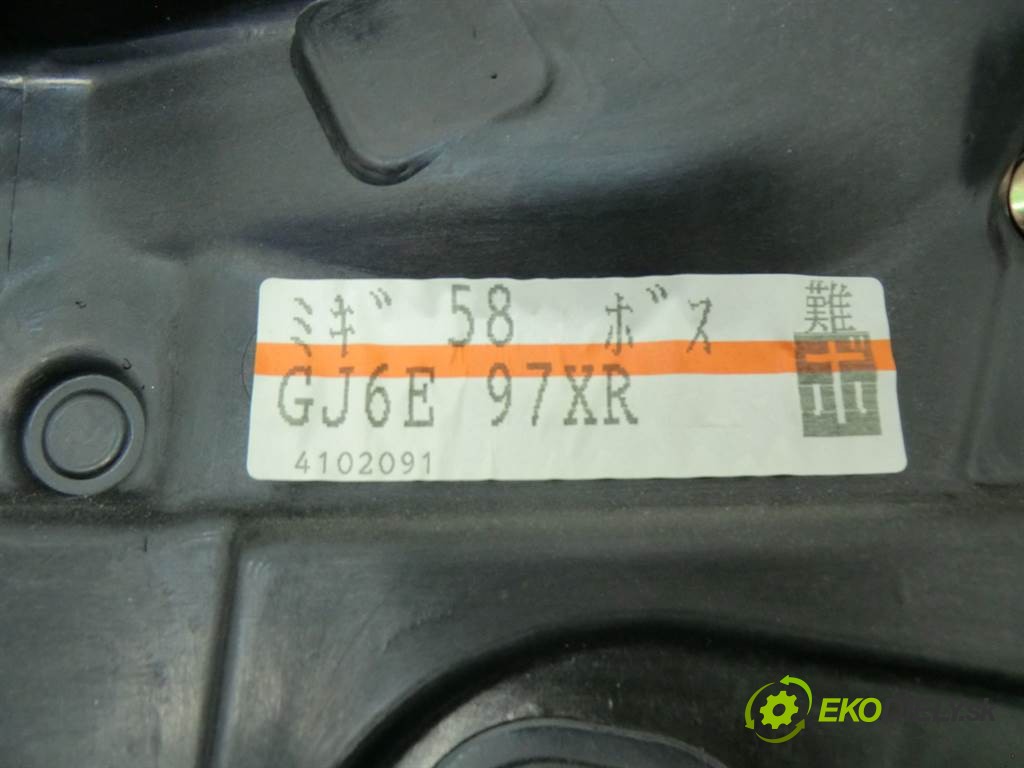 ﾐｷﾞ 58 ﾎﾞｽ 難
GJ6E 97XR
4102091
EKO